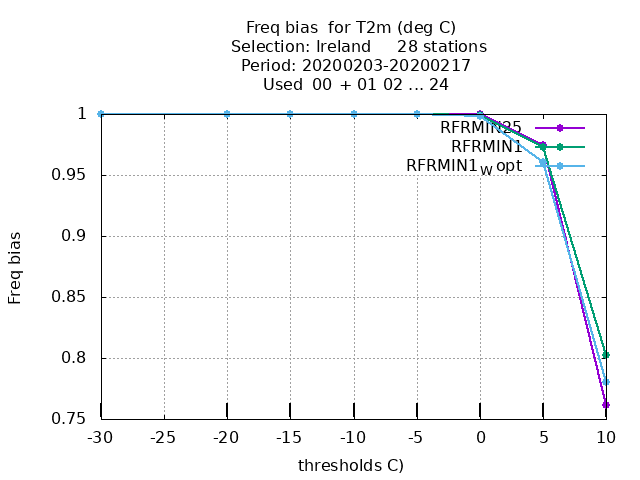 Freq bias for T2m (deg C)
Selection: Ireland 28 stations
Period: 20200203-20200217
Used 00 + 01 02 ... 24
RFRMIN25
RFRMIN1
RFRMIN1W opt
1
0.95
0.9
0.85
0.8
0.75
Freq bias
-30 -25 -20 -15 -10 -5 0 5 10
thresholds C)